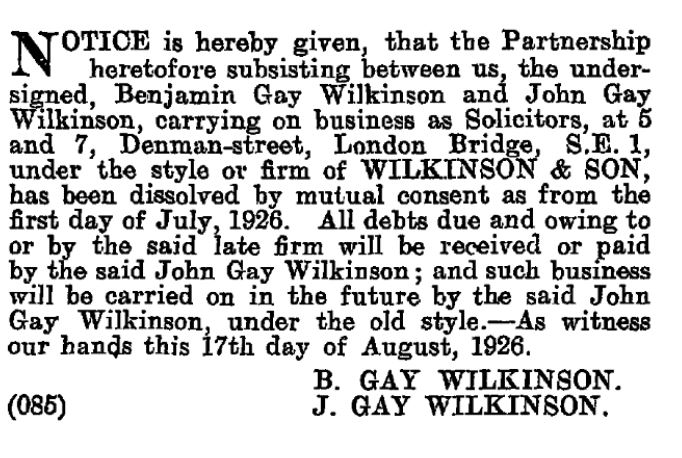 NOTICE is hereby given, that the Partnership
heretofore subsisting between us, the under-
signed, Benjamin Gay Wilkinson and John Gay
Wilkinson, carrying on business as Solicitors, at 5
and 7, Denman-street, London Bridge, S.E. 1,
under the style or firm of WILKINSON & SON,
has been dissolved by mutual consent as from the
first day of July, 1926. All debts due and owing to
or by the said late firm will be received or paid
by the said John Gay Wilkinson; and such business
will be carried on in the future by the said John
Gay Wilkinson, under the old style.—As witness
our hands this 17th day of August, 1926.
B. GAY WILKINSON.
(085) J. GAY WILKINSON.